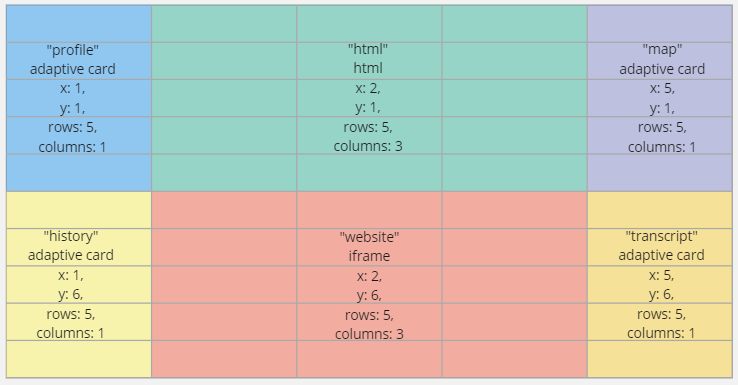 "profile"
adaptive card
x: 1,
y: 1,
rows: 5,
columns: 1
"html"
html
x: 2,
y: 1,
rows: 5,
columns: 3
"map"
adaptive card
x: 5,
y: 1,
rows: 5,
columns: 1
"history"
adaptive card
x: 1,
y: 6,
rows: 5,
columns: 1
"website"
iframe
x: 2,
y: 6,
rows: 5,
columns: 3
"transcript"
adaptive card
x: 5,
y: 6,
rows: 5,
columns: 1